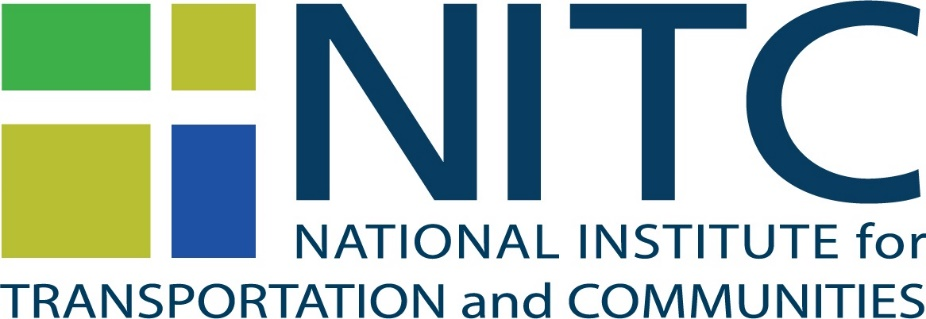 NITC
NATIONAL INSTITUTE for
TRANSPORTATION and COMMUNITIES